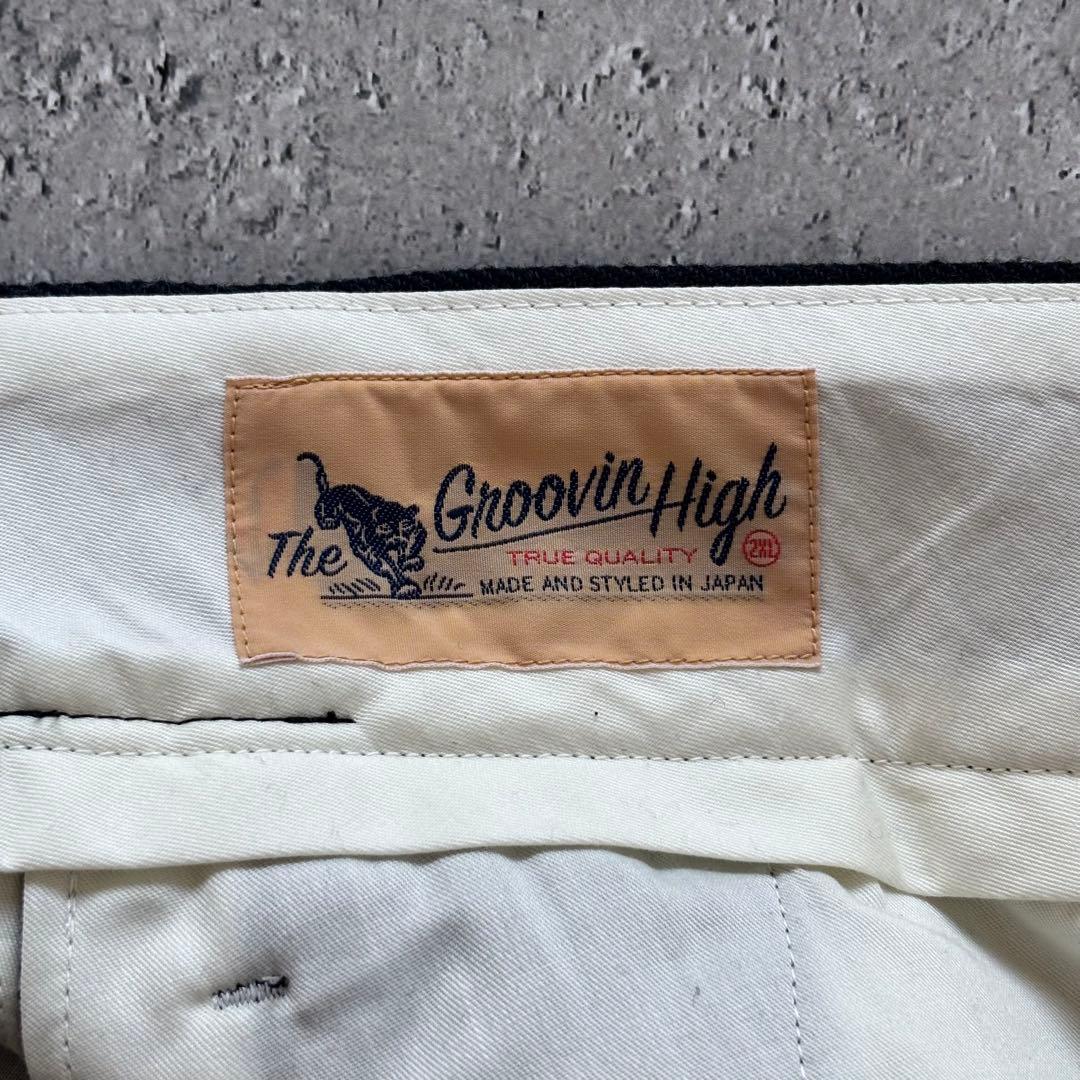 The Groovin High
TRUE QUALITY 2XL
MADE AND STYLED IN JAPAN